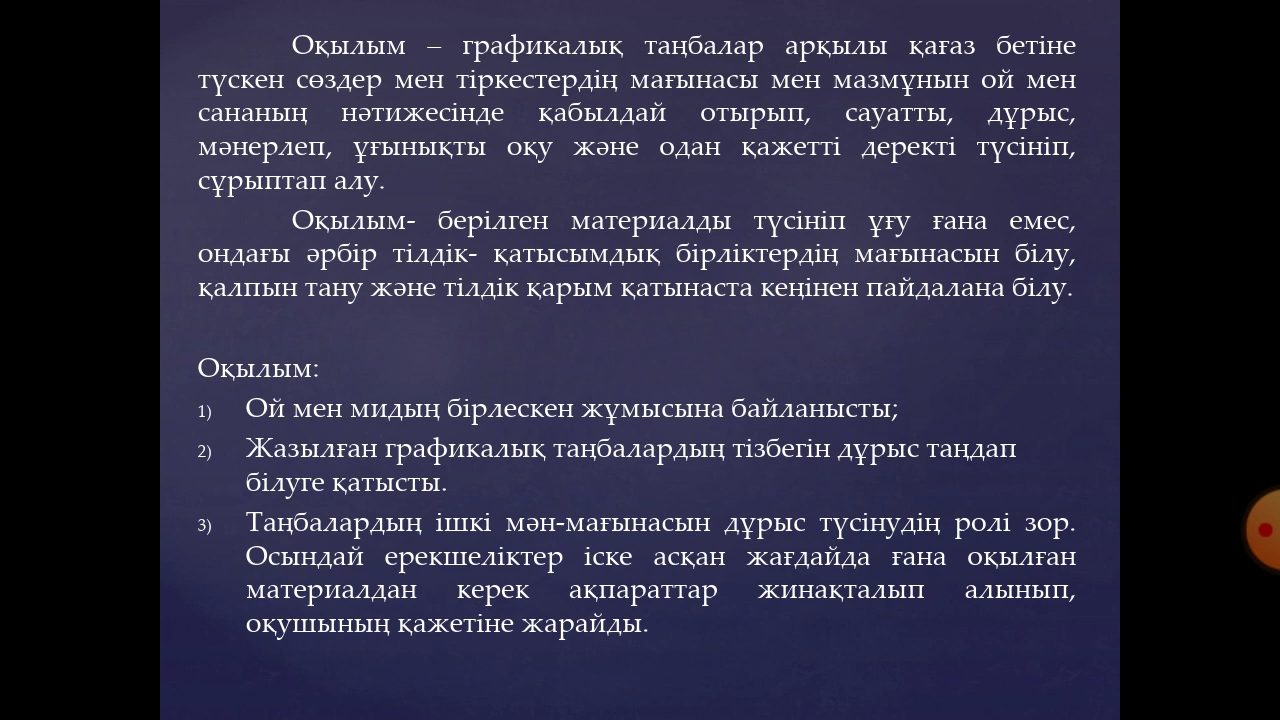 Оқылым – графикалық таңбалар арқылы қағаз бетіне
түскен сөздер мен тіркестердің мағынасы мен мазмұнын ой мен
сананың нәтижесінде қабылдай отырып, сауатты, дұрыс,
мәнерлеп, ұғынықты оқу және одан қажетті деректі түсініп,
сұрыптап алу.
Оқылым- берілген материалды түсініп ұғу ғана емес,
ондағы әрбір тілдік- қатысымдық бірліктердің мағынасын білу,
қалпын тану және тілдік қарым қатынаста кеңінен пайдалана білу.
Оқылым:
1) Ой мен мидың бірлескен жұмысына байланысты;
2) Жазылған графикалық таңбалардың тізбегін дұрыс таңдап
білуге қатысты.
3) Таңбалардың ішкі мән-мағынасын дұрыс түсінудің ролі зор.
Осындай ерекшеліктер іске асқан жағдайда ғана оқылған
материалдан керек ақпараттар жинақталып алынып,
оқушының қажетіне жарайды.